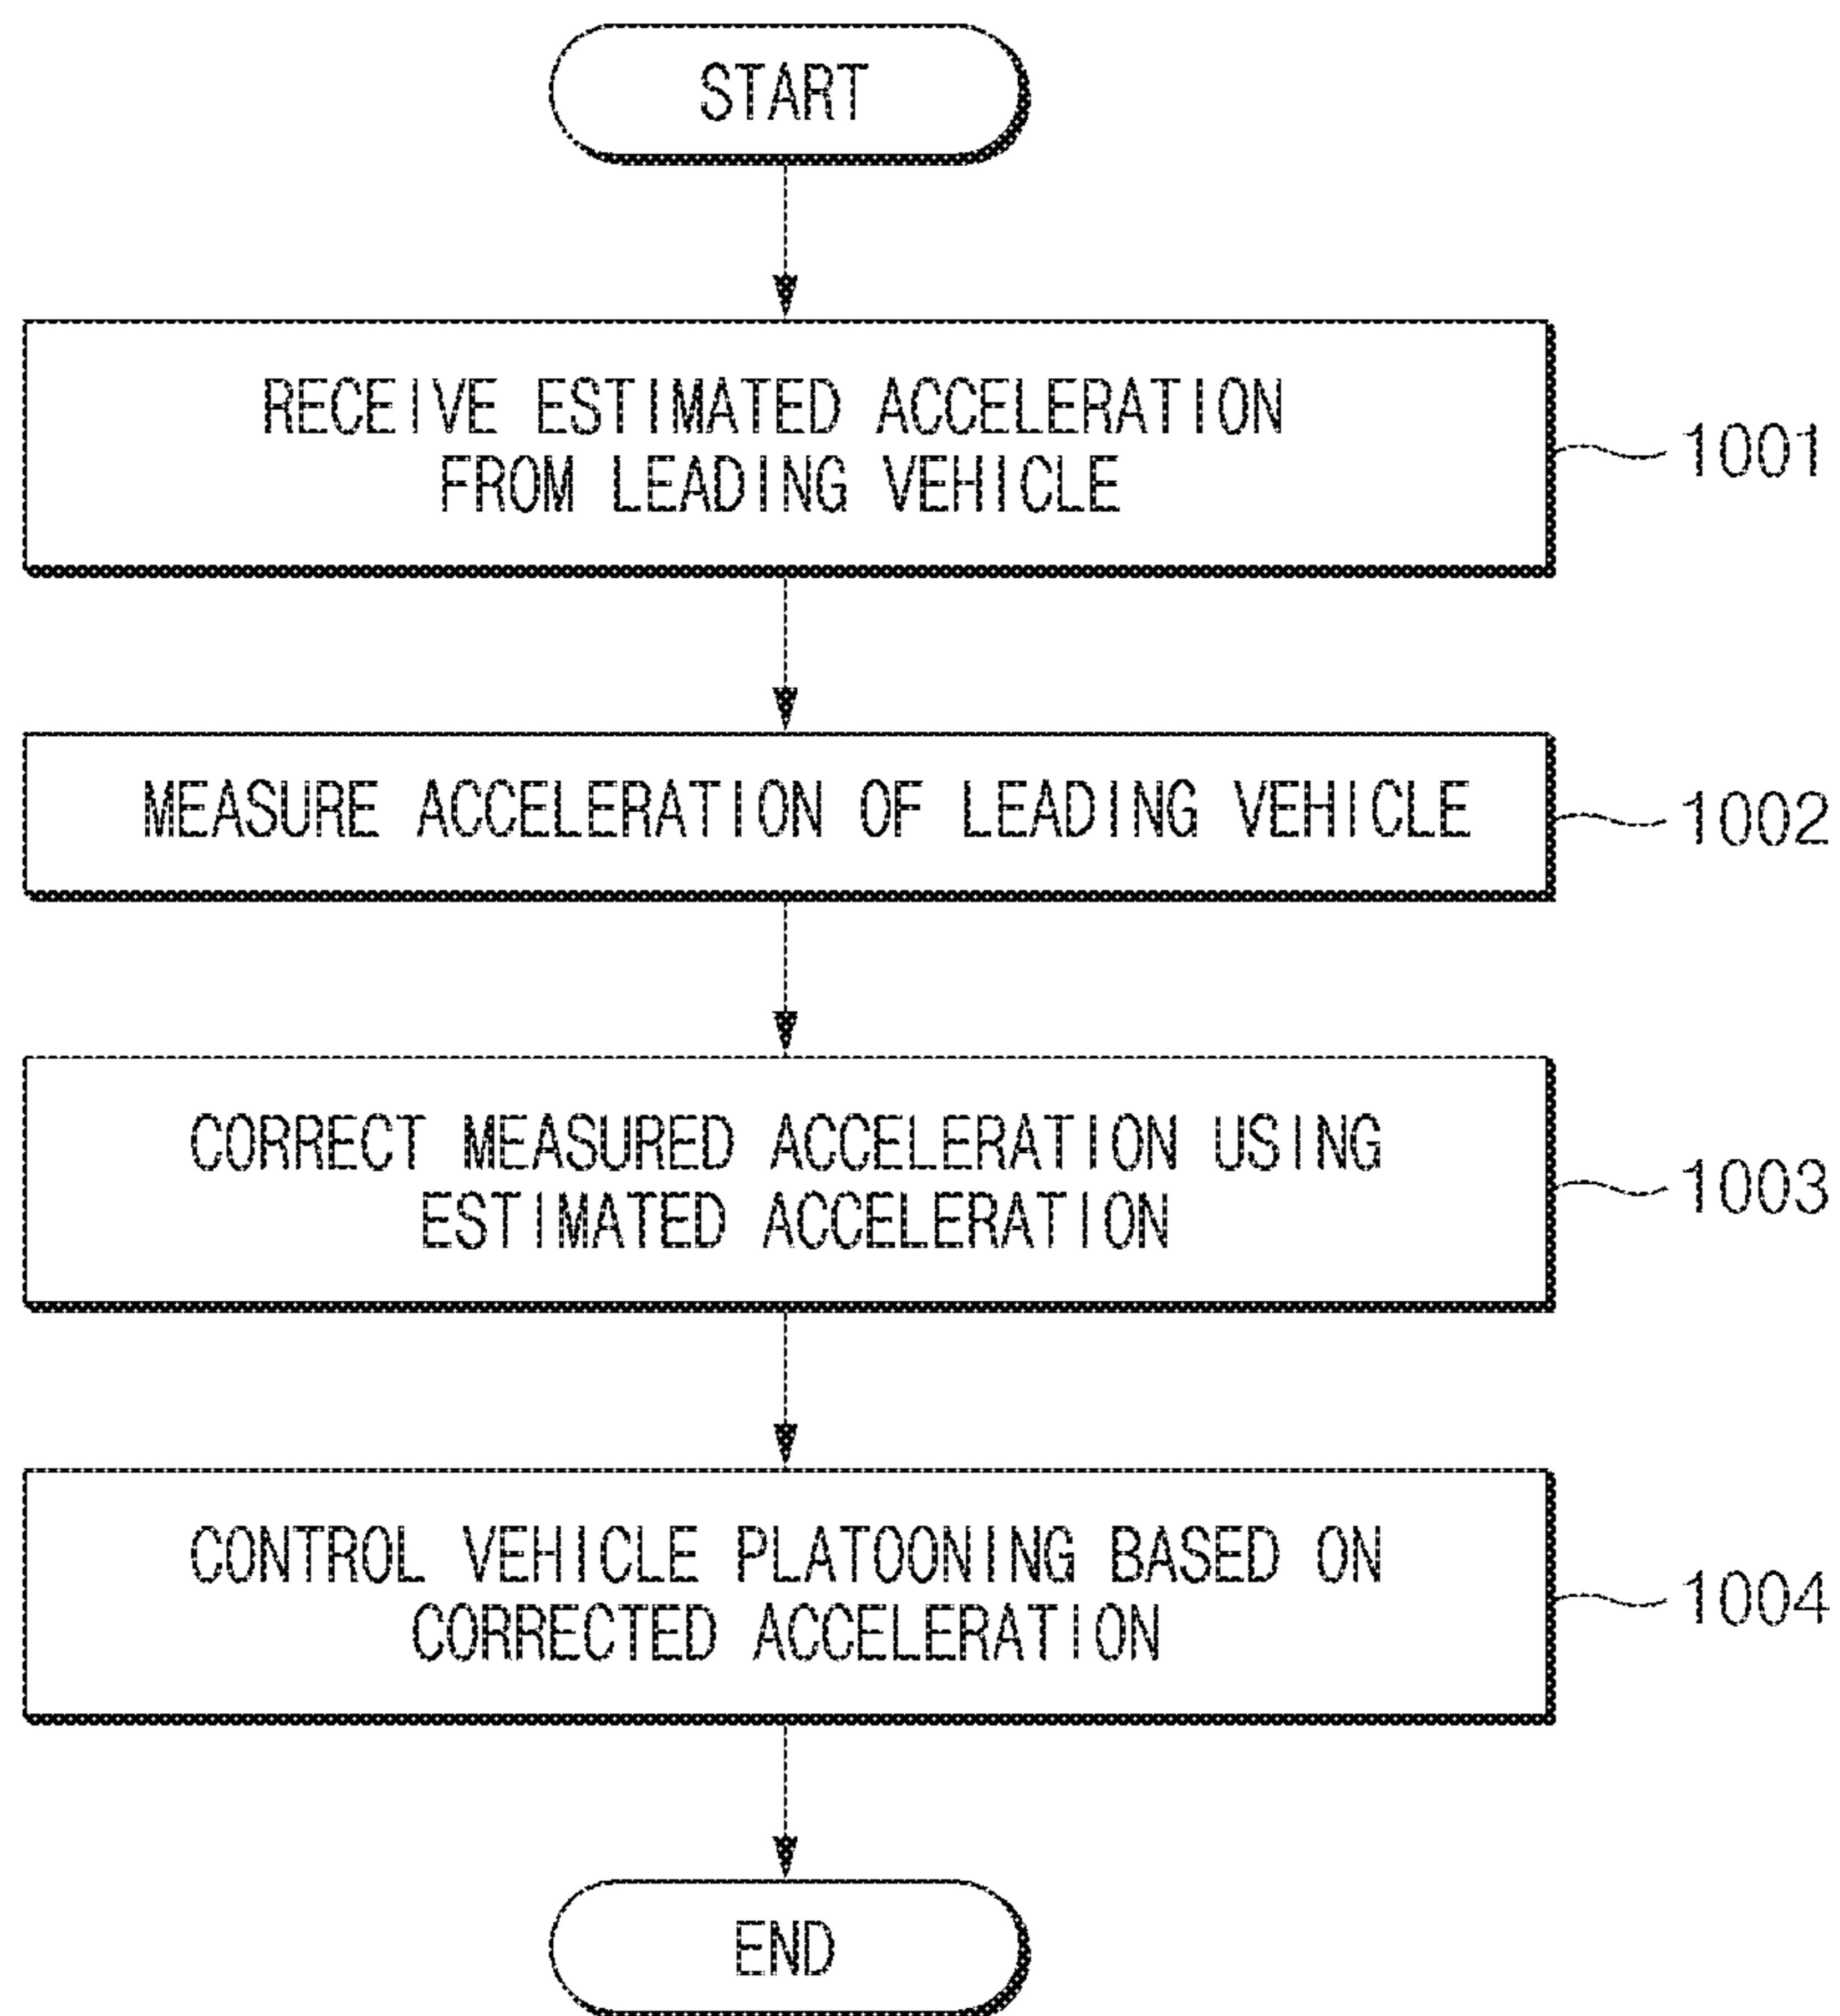 START
RECEIVE ESTIMATED ACCELERATION
FROM LEADING VEHICLE
1001
MEASURE ACCELERATION OF LEADING VEHICLE
1002
CORRECT MEASURED ACCELERATION USING
ESTIMATED ACCELERATION
1003
CONTROL VEHICLE PLATOONING BASED ON
CORRECTED ACCELERATION
1004
END